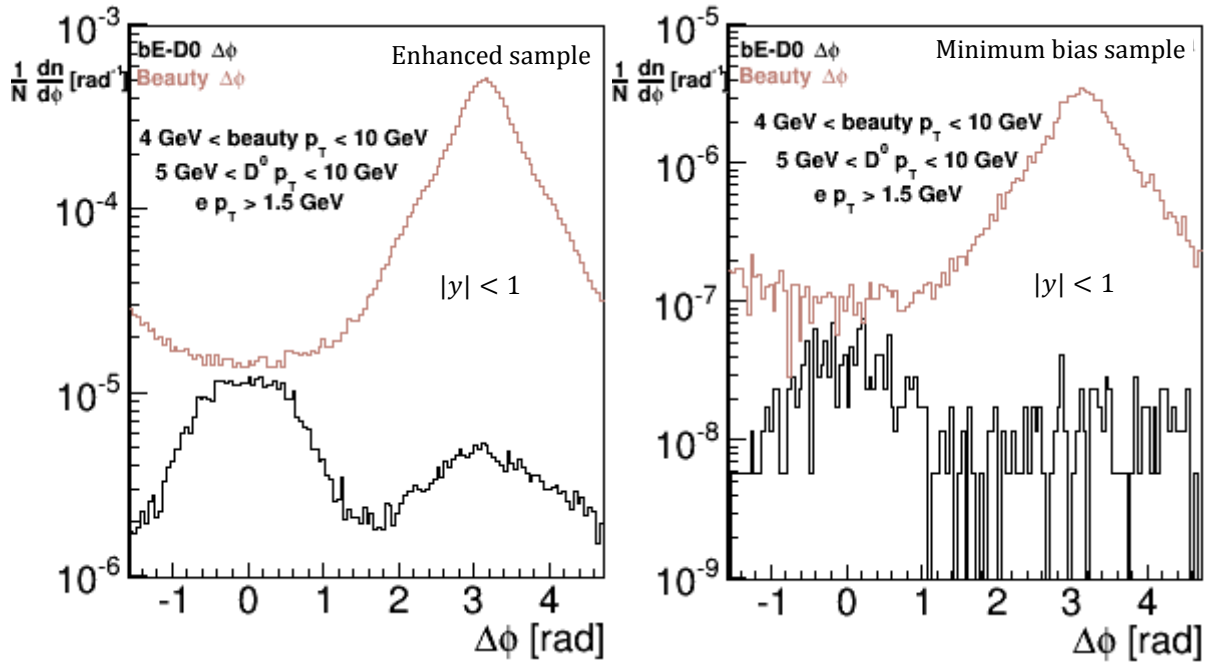 10⁻³
bE-D0 Δϕ
Enhanced sample
1/N dn/dϕ [rad⁻¹]
Beauty Δϕ
4 GeV < beauty p_T < 10 GeV
5 GeV < D⁰ p_T < 10 GeV
e p_T > 1.5 GeV
10⁻⁴
|y| < 1
10⁻⁵
10⁻⁶
-1 0 1 2 3 4
Δϕ [rad]
10⁻⁵
bE-D0 Δϕ
Minimum bias sample
1/N dn/dϕ [rad⁻¹]
Beauty Δϕ
4 GeV < beauty p_T < 10 GeV
10⁻⁶
5 GeV < D⁰ p_T < 10 GeV
e p_T > 1.5 GeV
|y| < 1
10⁻⁷
10⁻⁸
10⁻⁹
-1 0 1 2 3 4
Δϕ [rad]